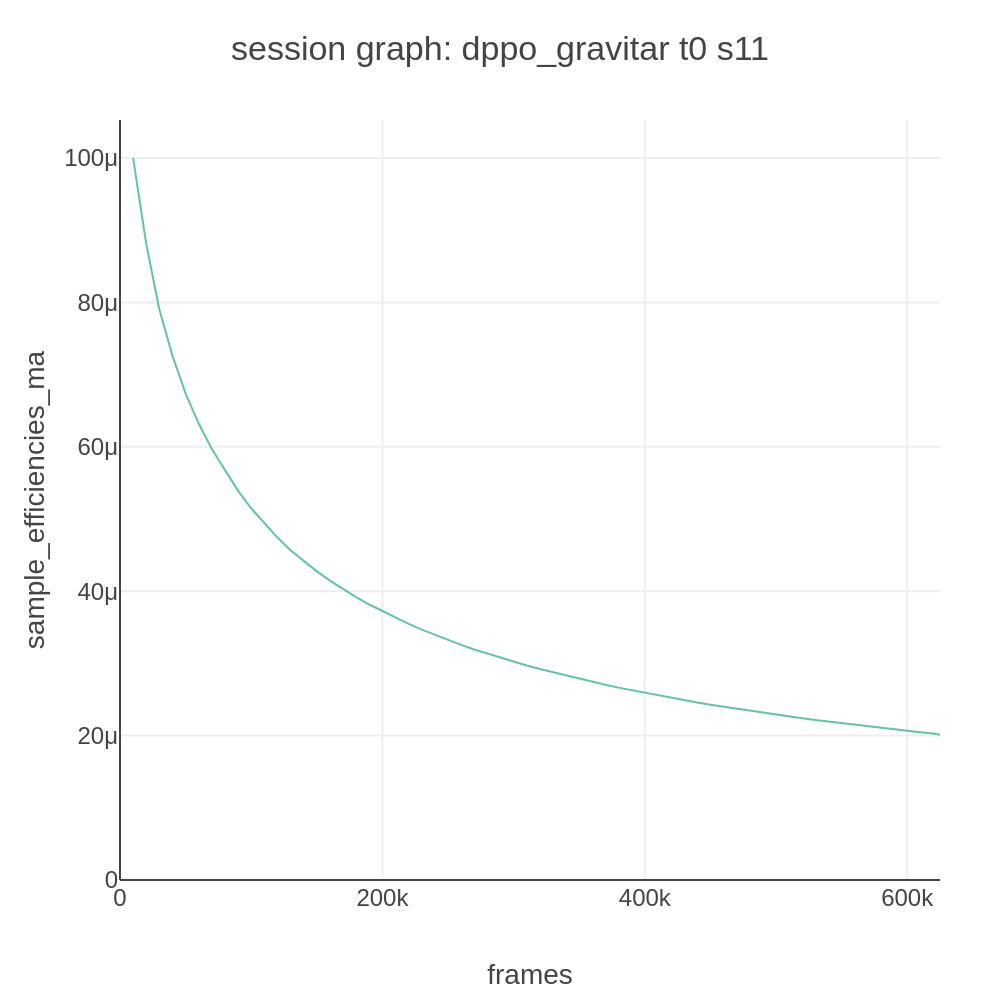 session graph: dppo_gravitar t0 s11
sample_efficiencies_ma
100μ
80μ
60μ
40μ
20μ
0
0
200k
400k
600k
frames